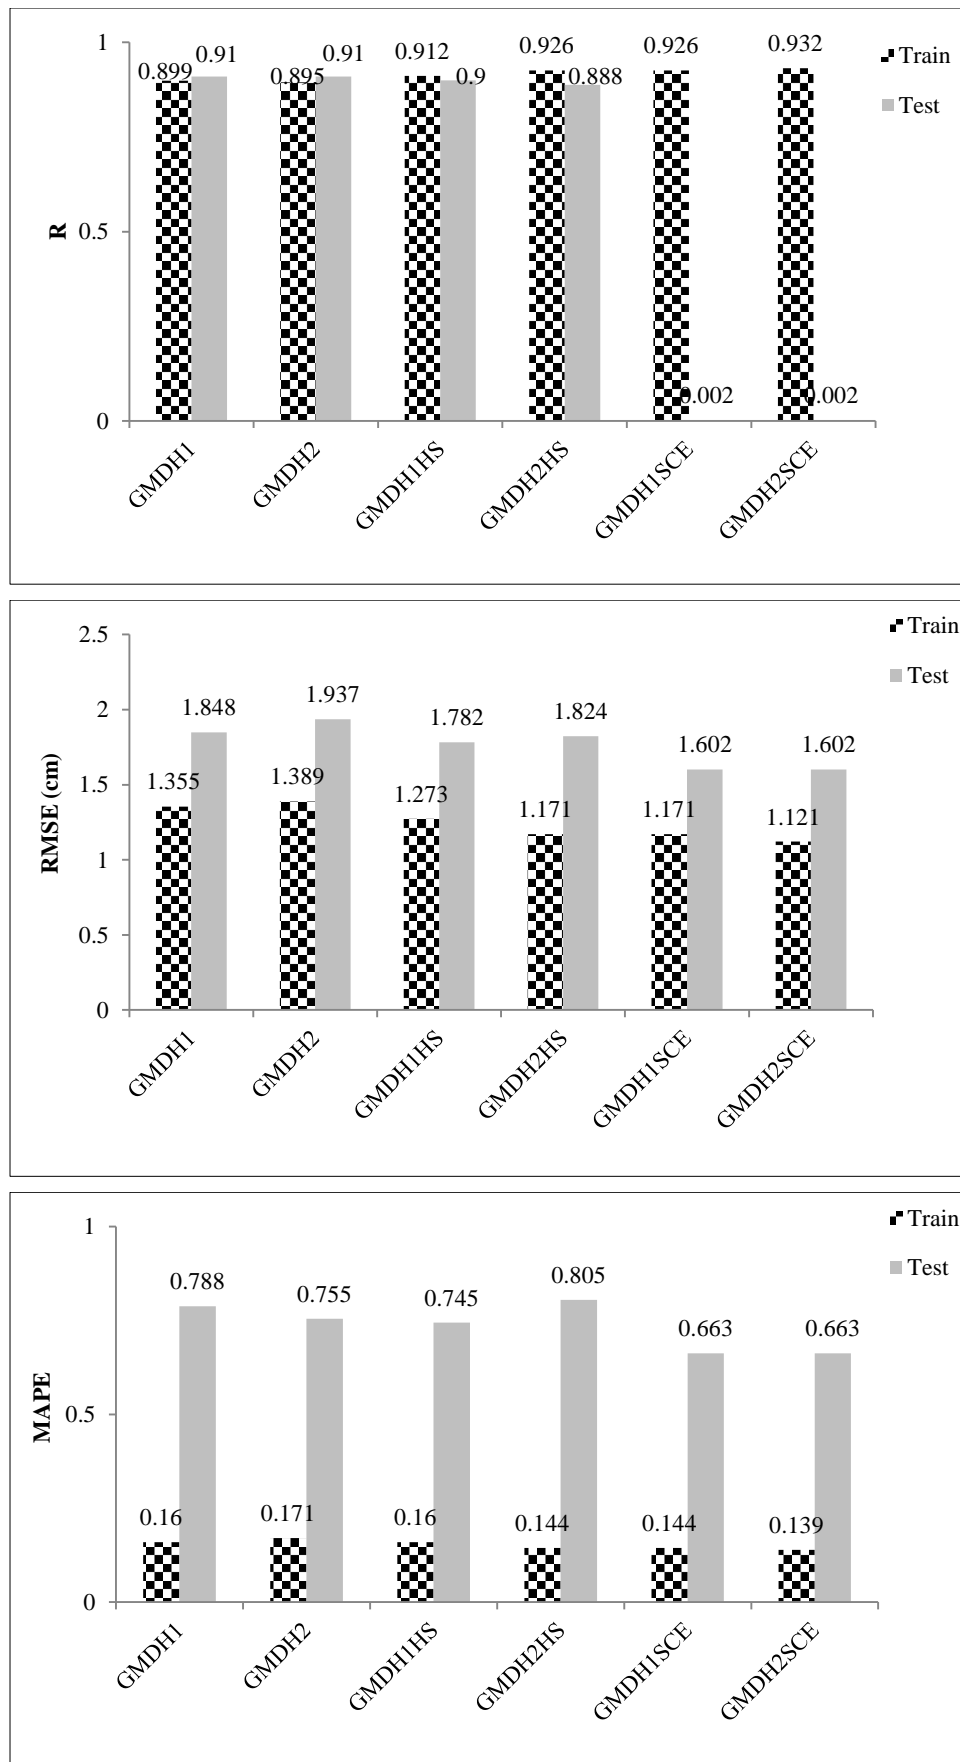 1
0.899
0.91
0.895
0.91
0.912
0.9
0.926
0.888
0.926
0.002
0.932
0.002
Train
Test
R
0.5
0
GMDH1
GMDH2
GMDH1HS
GMDH2HS
GMDH1SCE
GMDH2SCE
Train
Test
2.5
2
1.5
1
0.5
0
RMSE (cm)
1.355
1.848
1.389
1.937
1.273
1.782
1.171
1.824
1.171
1.602
1.121
1.602
GMDH1
GMDH2
GMDH1HS
GMDH2HS
GMDH1SCE
GMDH2SCE
Train
Test
1
0.5
0
MAPE
0.16
0.788
0.171
0.755
0.16
0.745
0.144
0.805
0.144
0.663
0.139
0.663
GMDH1
GMDH2
GMDH1HS
GMDH2HS
GMDH1SCE
GMDH2SCE